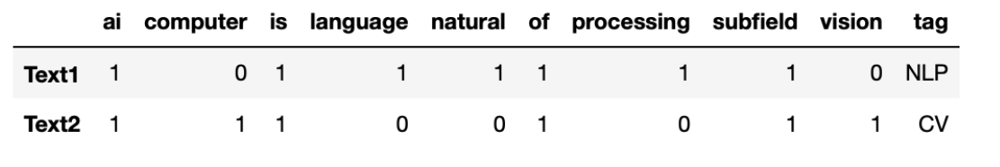 ai computer is language natural of processing subfield vision tag
Text1 1 0 1 1 1 1 1 1 0 NLP
Text2 1 1 1 0 0 1 0 1 1 CV